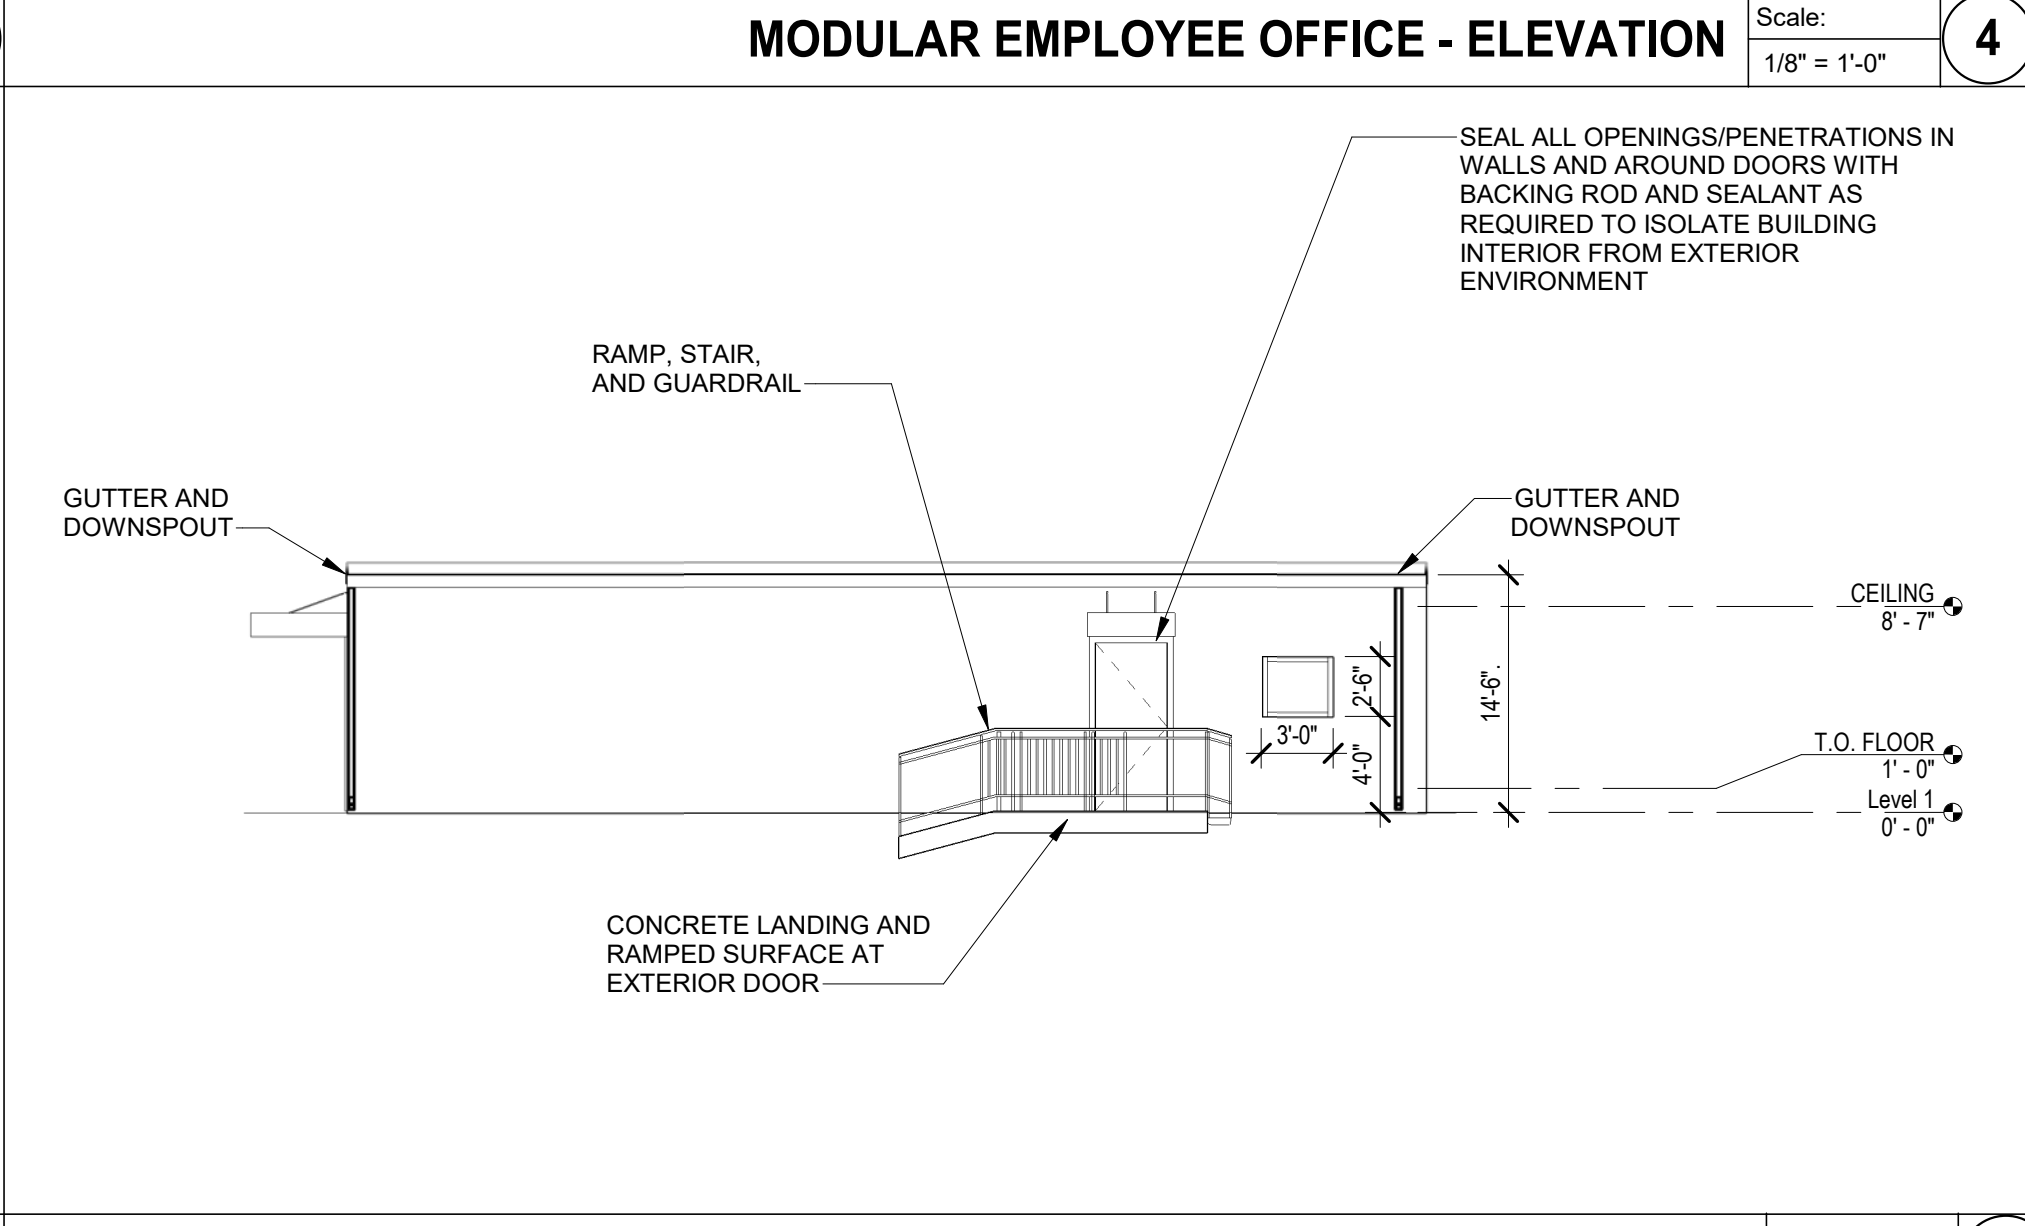 MODULAR EMPLOYEE OFFICE - ELEVATION
Scale:
1/8" = 1'-0"
4
SEAL ALL OPENINGS/PENETRATIONS IN
WALLS AND AROUND DOORS WITH
BACKING ROD AND SEALANT AS
REQUIRED TO ISOLATE BUILDING
INTERIOR FROM EXTERIOR
ENVIRONMENT
RAMP, STAIR,
AND GUARDRAIL
GUTTER AND
DOWNSPOUT
GUTTER AND
DOWNSPOUT
CEILING
8' - 7"
2'-6"
14'-6".
3'-0"
4'-0"
T.O. FLOOR
1' - 0"
Level 1
0' - 0"
CONCRETE LANDING AND
RAMPED SURFACE AT
EXTERIOR DOOR